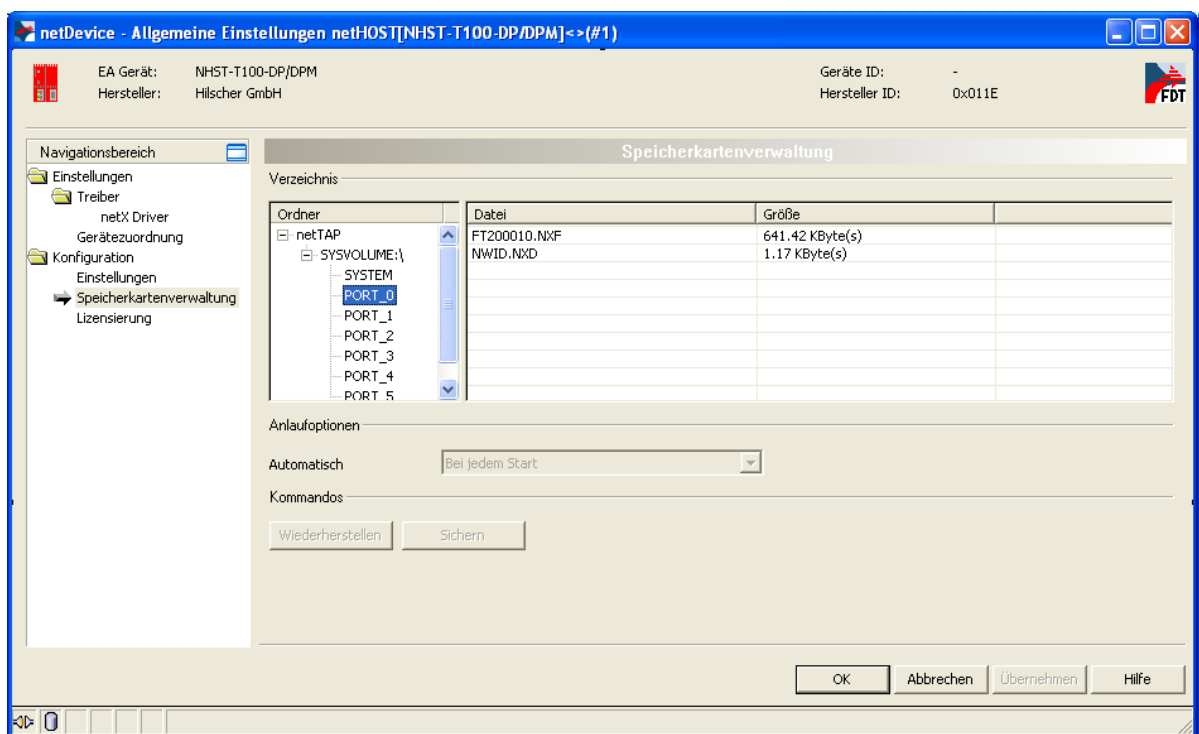 netDevice - Allgemeine Einstellungen netHOST[NHST-T100-DP/DPM]<>(#1)
EA Gerät: NHST-T100-DP/DPM Geräte ID: -
Hersteller: Hilscher GmbH Hersteller ID: 0x011E
FDT
Navigationsbereich
Einstellungen
Treiber
netX Driver
Gerätezuordnung
Konfiguration
Einstellungen
Speicherkartenverwaltung
Lizensierung
Speicherkartenverwaltung
Verzeichnis
Ordner
netTAP
SYSVOLUME:\
SYSTEM
PORT_0
PORT_1
PORT_2
PORT_3
PORT_4
PORT_5
Datei Größe
FT200010.NXF 641.42 KByte(s)
NWID.NXD 1.17 KByte(s)
Anlaufoptionen
Automatisch Bei jedem Start
Kommandos
Wiederherstellen Sichern
OK Abbrechen Übernehmen Hilfe